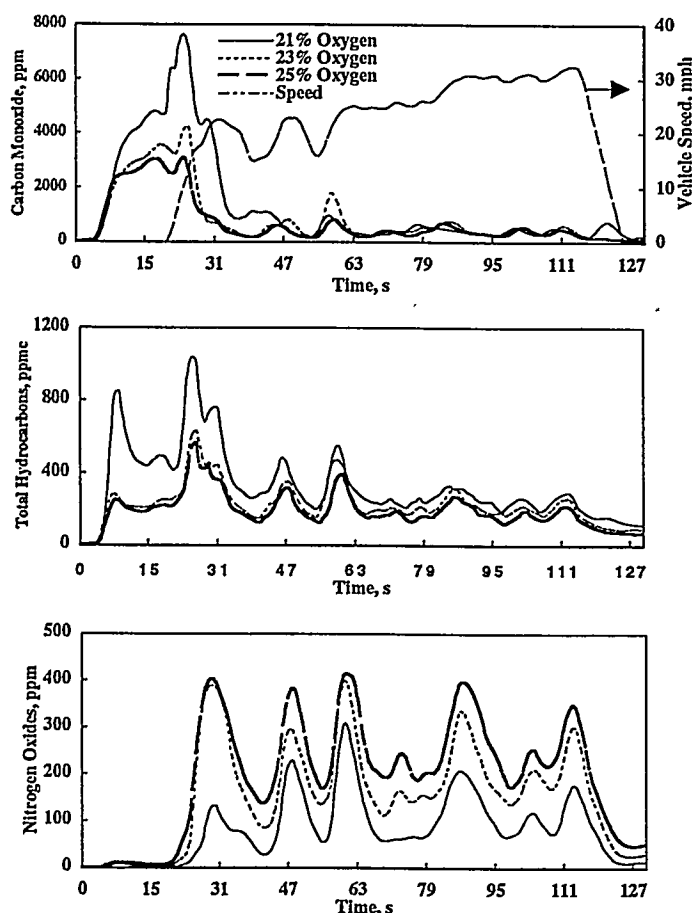 8000
6000
4000
2000
0
Carbon Monoxide, ppm
21% Oxygen
23% Oxygen
25% Oxygen
Speed
40
30
20
10
0
Vehicle Speed, mph
0 15 31 47 63 79 95 111 127
Time, s
1200
800
400
0
Total Hydrocarbons, ppmc
0 15 31 47 63 79 95 111 127
Time, s
500
400
300
200
100
0
Nitrogen Oxides, ppm
0 15 31 47 63 79 95 111 127
Time, s